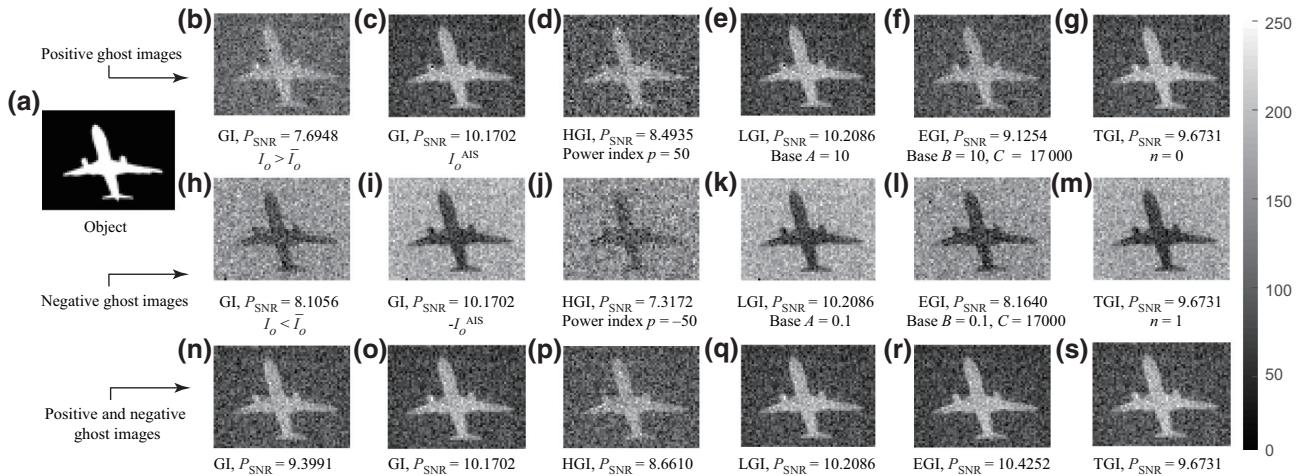 (b) (c) (d) (e) (f) (g)
Positive ghost images
(a)
GI, P_SNR = 7.6948
I_o > Ī_o
GI, P_SNR = 10.1702
I_o^AIS
HGI, P_SNR = 8.4935
Power index p = 50
LGI, P_SNR = 10.2086
Base A = 10
EGI, P_SNR = 9.1254
Base B = 10, C = 17 000
TGI, P_SNR = 9.6731
n = 0
Object
(h) (i) (j) (k) (l) (m)
Negative ghost images
GI, P_SNR = 8.1056
I_o < Ī_o
GI, P_SNR = 10.1702
-I_o^AIS
HGI, P_SNR = 7.3172
Power index p = –50
LGI, P_SNR = 10.2086
Base A = 0.1
EGI, P_SNR = 8.1640
Base B = 0.1, C = 17000
TGI, P_SNR = 9.6731
n = 1
(n) (o) (p) (q) (r) (s)
Positive and negative
ghost images
GI, P_SNR = 9.3991
GI, P_SNR = 10.1702
HGI, P_SNR = 8.6610
LGI, P_SNR = 10.2086
EGI, P_SNR = 10.4252
TGI, P_SNR = 9.6731
250
200
150
100
50
0